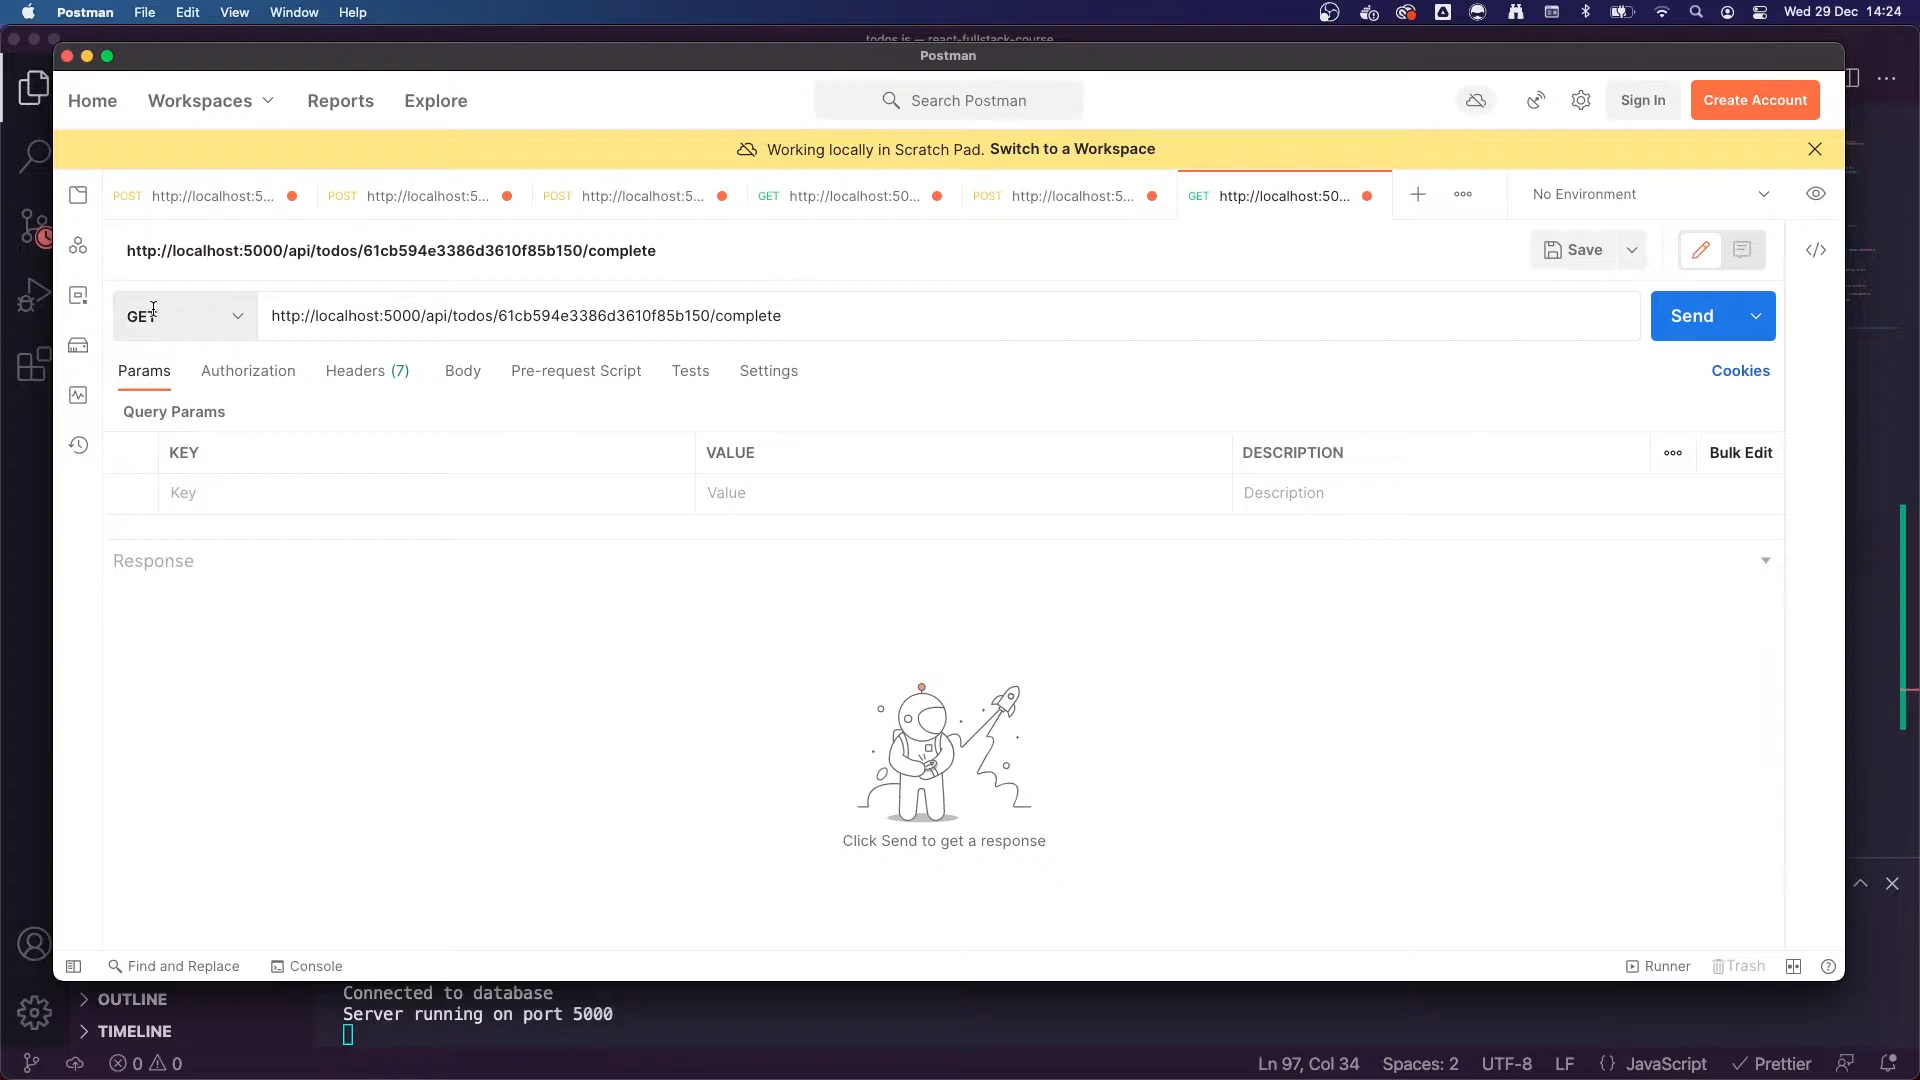 Postman File Edit View Window Help Wed 29 Dec 14:24
todos.js — react-fullstack-course
Postman
Home Workspaces Reports Explore Search Postman Sign In Create Account
Working locally in Scratch Pad. Switch to a Workspace
POST http://localhost:5... POST http://localhost:5... POST http://localhost:5... GET http://localhost:50... POST http://localhost:5... GET http://localhost:50... No Environment
http://localhost:5000/api/todos/61cb594e3386d3610f85b150/complete Save
GET http://localhost:5000/api/todos/61cb594e3386d3610f85b150/complete Send
Params Authorization Headers (7) Body Pre-request Script Tests Settings Cookies
Query Params
KEY VALUE DESCRIPTION Bulk Edit
Key Value Description
Response
Click Send to get a response
Find and Replace Console Runner Trash
OUTLINE Connected to database
Server running on port 5000
TIMELINE
0 0 Ln 97, Col 34 Spaces: 2 UTF-8 LF {} JavaScript Prettier